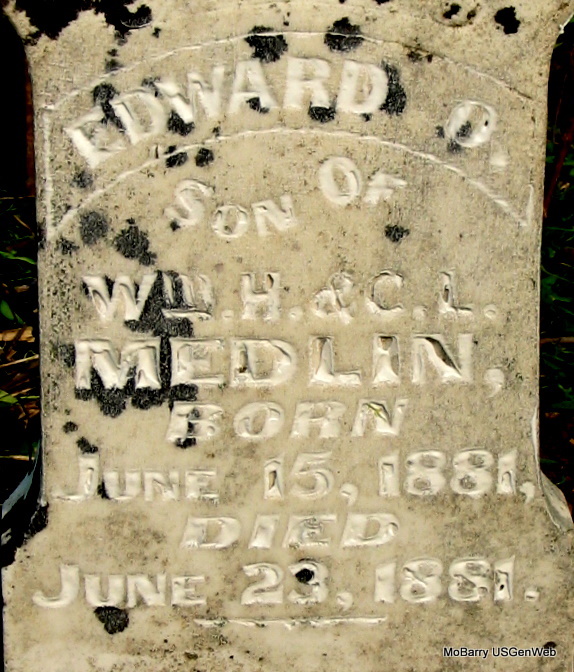 EDWARD O.
SON OF
Wm. H. & C. L.
MEDLIN,
BORN
JUNE 15, 1881,
DIED
JUNE 23, 1881.
MoBarry USGenWeb